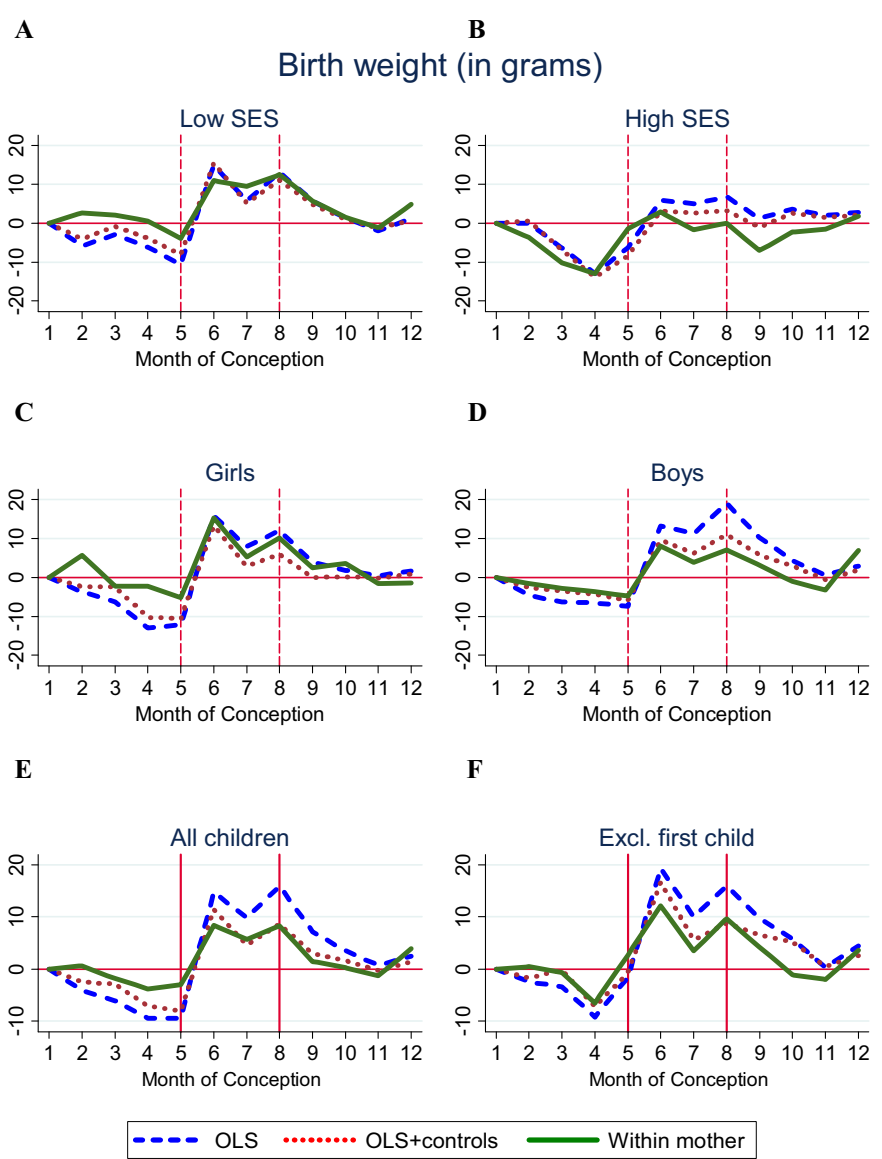 A B
Birth weight (in grams)
Low SES High SES
20 20
10 10
0 0
-10 -10
-20 -20
1 2 3 4 5 6 7 8 9 10 11 12 1 2 3 4 5 6 7 8 9 10 11 12
Month of Conception Month of Conception
C D
Girls Boys
20 20
10 10
0 0
-10 -10
-20 -20
1 2 3 4 5 6 7 8 9 10 11 12 1 2 3 4 5 6 7 8 9 10 11 12
Month of Conception Month of Conception
E F
All children Excl. first child
20 20
10 10
0 0
-10 -10
1 2 3 4 5 6 7 8 9 10 11 12 1 2 3 4 5 6 7 8 9 10 11 12
Month of Conception Month of Conception
OLS OLS+controls Within mother